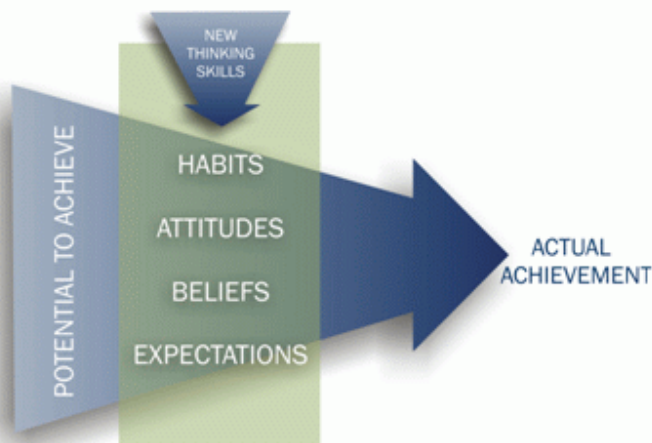 NEW
THINKING
SKILLS
POTENTIAL TO ACHIEVE
HABITS
ATTITUDES
BELIEFS
EXPECTATIONS
ACTUAL
ACHIEVEMENT